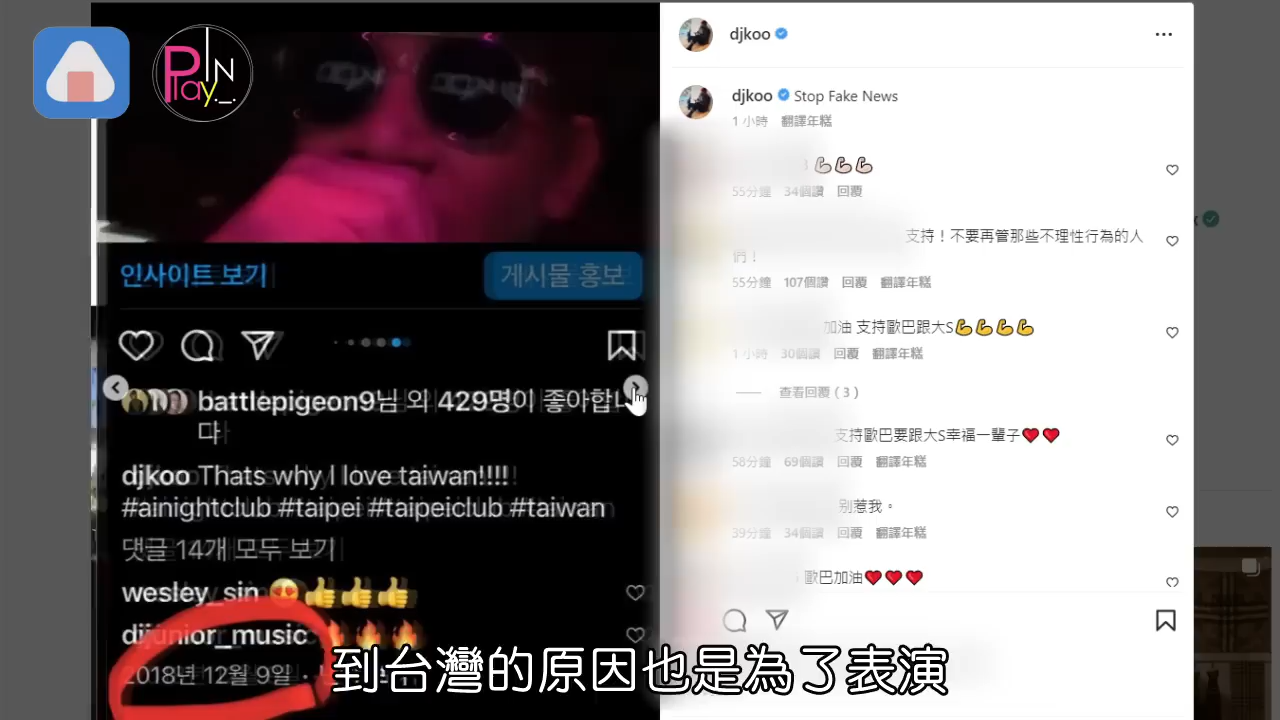 PLAY IN
인사이트 보기
게시물 홍보
battlepigeon9님 외 429명이 좋아합니
다
djkoo Thats why I love taiwan!!!!
#ainightclub #taipei #taipeiclub #taiwan
댓글 14개 모두 보기
wesley_sin 😍👍👍👍
djjunior_music 🔥🔥🔥
2018년 12월 9일 ·
djkoo
djkoo Stop Fake News
1 小時 翻譯年糕
💪🏻💪🏻💪🏻
55分鐘 34個讚 回覆
支持！不要再管那些不理性行為的人
們！
55分鐘 107個讚 回覆 翻譯年糕
加油 支持歐巴跟大S💪💪💪💪
1 小時 30個讚 回覆 翻譯年糕
查看回覆（3）
支持歐巴要跟大S幸福一輩子❤️❤️
58分鐘 69個讚 回覆 翻譯年糕
別惹我。
39分鐘 34個讚 回覆 翻譯年糕
歐巴加油❤️❤️❤️
到台灣的原因也是為了表演